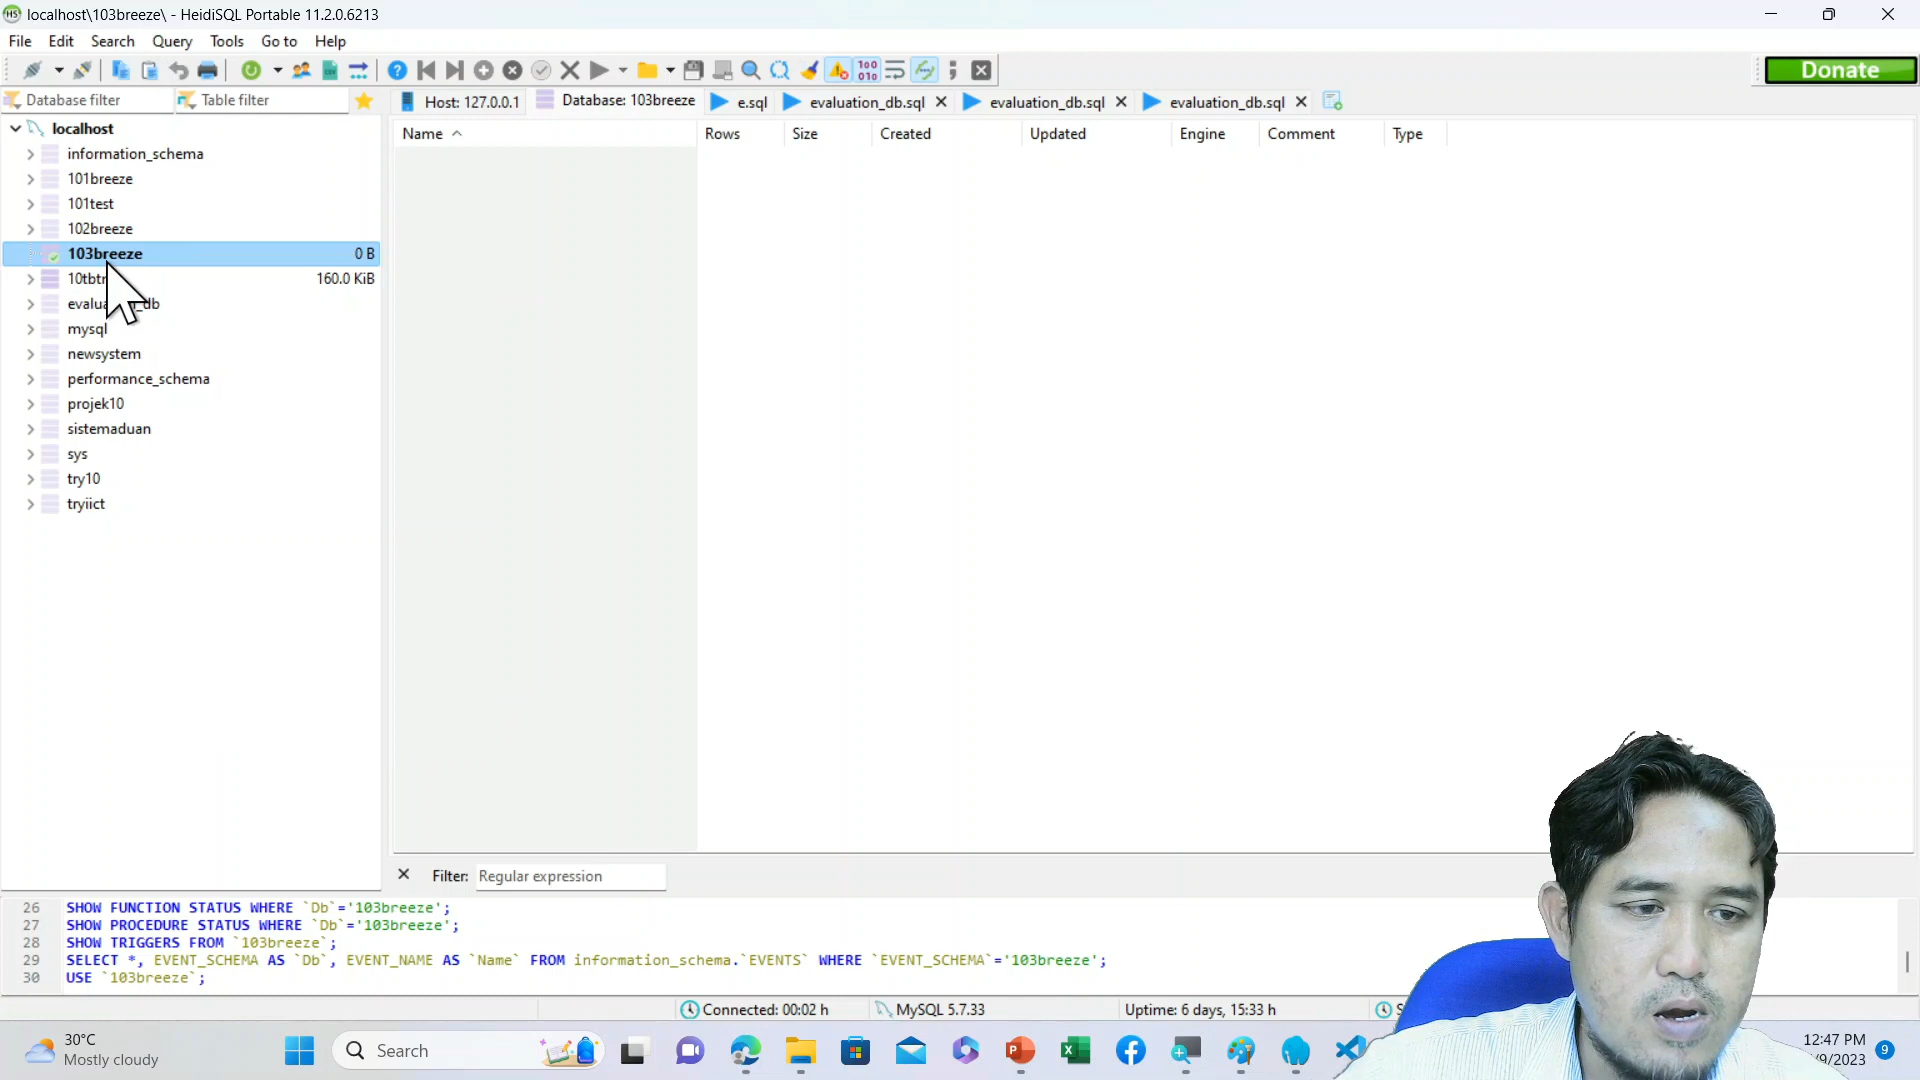 localhost\103breeze\ - HeidiSQL Portable 11.2.0.6213
File Edit Search Query Tools Go to Help
Donate
Database filter Table filter Host: 127.0.0.1 Database: 103breeze e.sql evaluation_db.sql evaluation_db.sql evaluation_db.sql
Name Rows Size Created Updated Engine Comment Type
localhost
information_schema
101breeze
101test
102breeze
103breeze 0 B
160.0 KiB
mysql
newsystem
performance_schema
projek10
sistemaduan
sys
try10
tryiict
Filter: Regular expression
26 SHOW FUNCTION STATUS WHERE `Db`='103breeze';
27 SHOW PROCEDURE STATUS WHERE `Db`='103breeze';
28 SHOW TRIGGERS FROM `103breeze`;
29 SELECT *, EVENT_SCHEMA AS `Db`, EVENT_NAME AS `Name` FROM information_schema.`EVENTS` WHERE `EVENT_SCHEMA`='103breeze';
30 USE `103breeze`;
Connected: 00:02 h MySQL 5.7.33 Uptime: 6 days, 15:33 h
30°C
Mostly cloudy
Search
12:47 PM
/9/2023
9